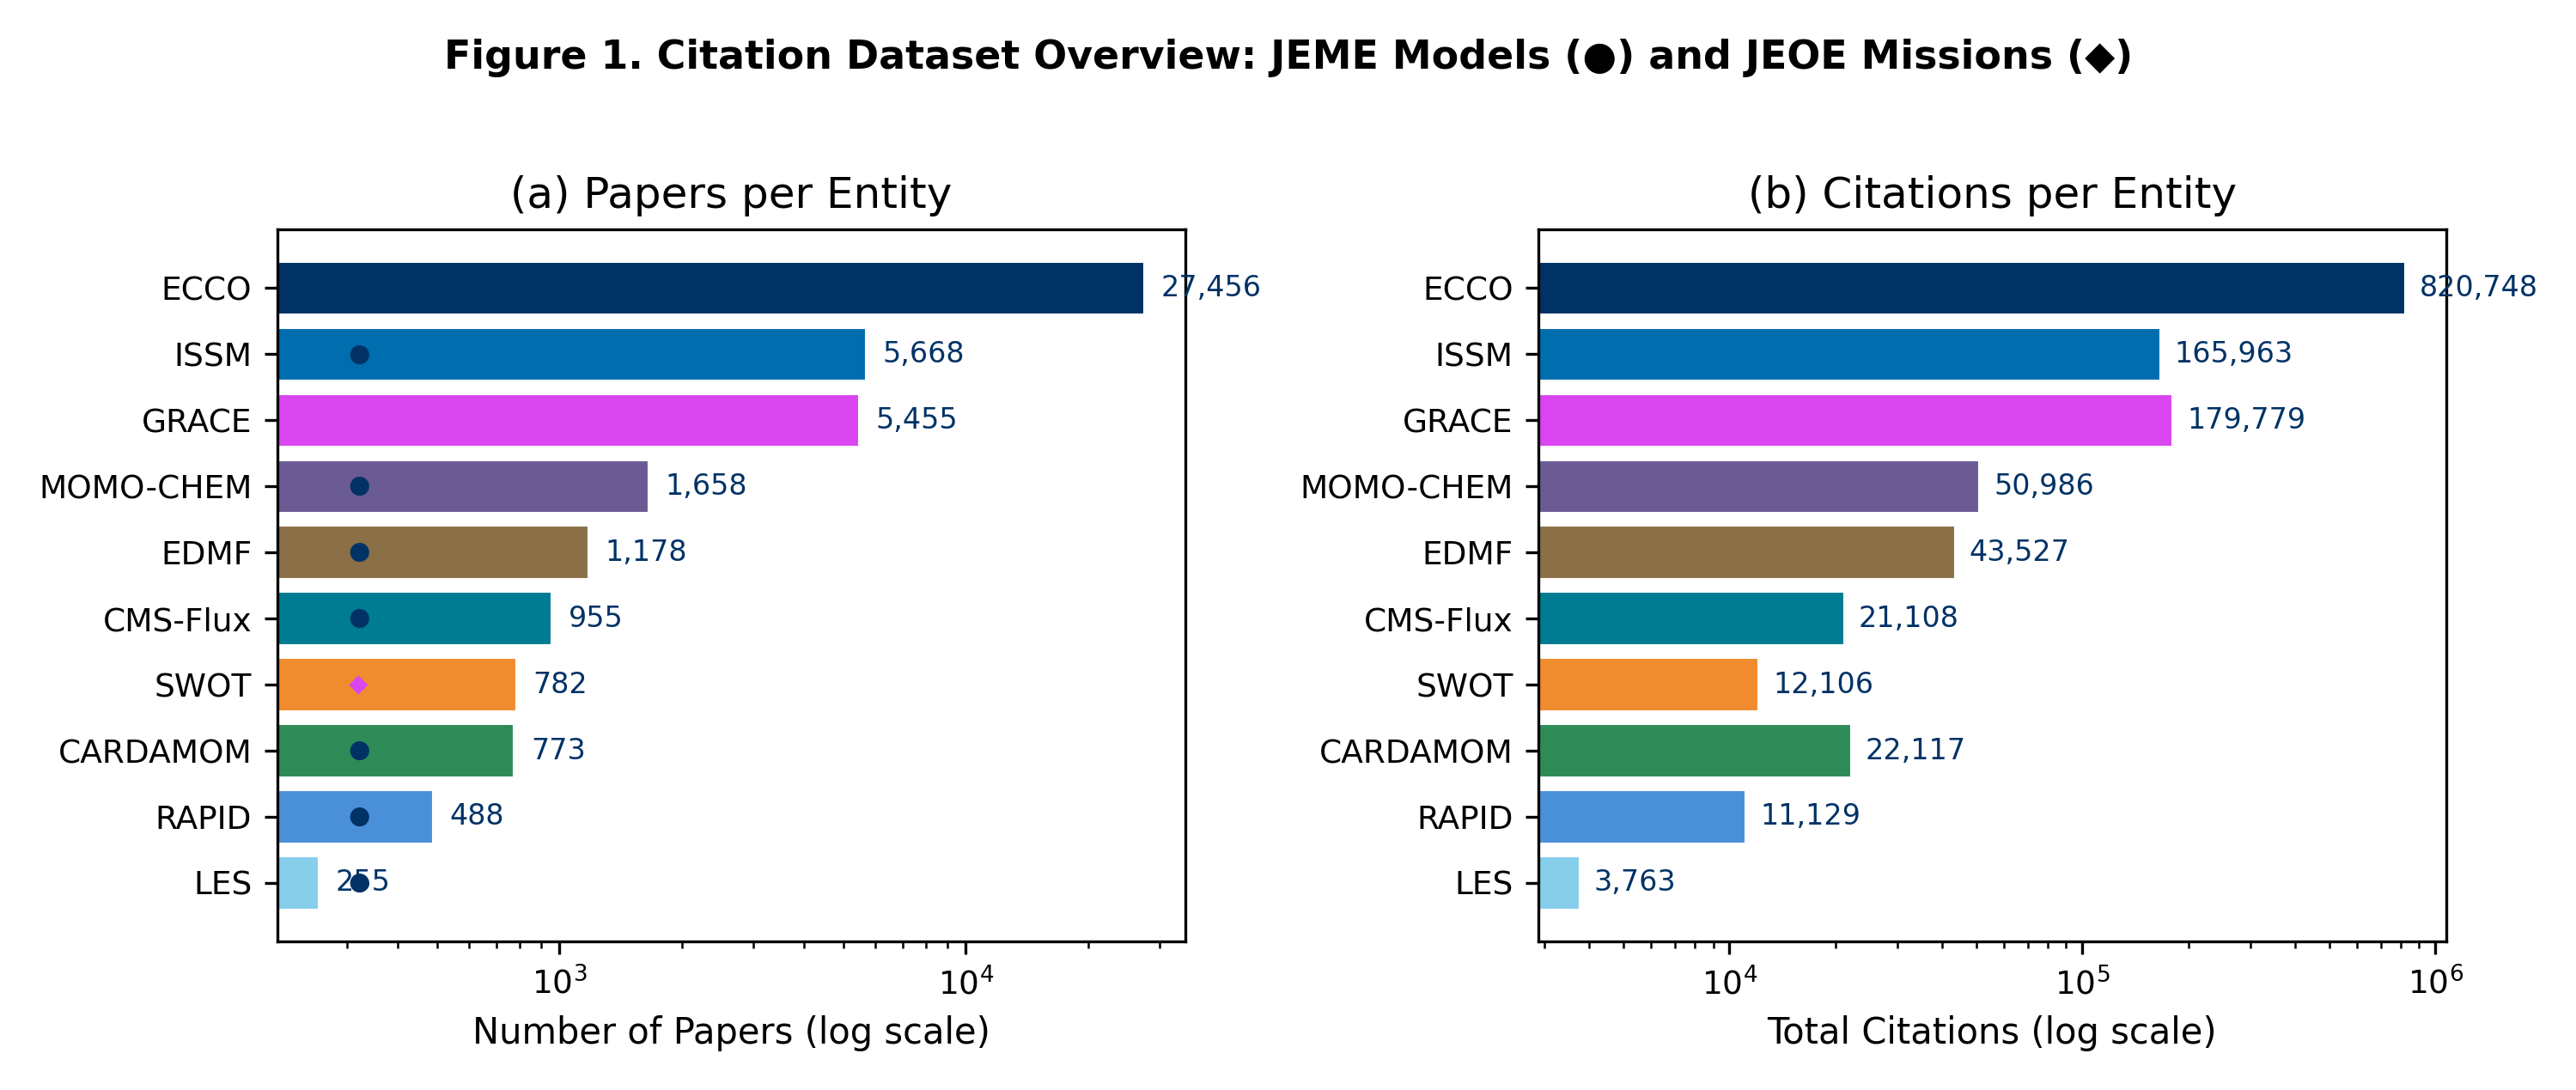 Figure 1. Citation Dataset Overview: JEME Models (●) and JEOE Missions (◆)
(a) Papers per Entity
ECCO 27,456
ISSM 5,668
GRACE 5,455
MOMO-CHEM 1,658
EDMF 1,178
CMS-Flux 955
SWOT 782
CARDAMOM 773
RAPID 488
LES 255
10³ 10⁴
Number of Papers (log scale)
(b) Citations per Entity
ECCO 820,748
ISSM 165,963
GRACE 179,779
MOMO-CHEM 50,986
EDMF 43,527
CMS-Flux 21,108
SWOT 12,106
CARDAMOM 22,117
RAPID 11,129
LES 3,763
10⁴ 10⁵ 10⁶
Total Citations (log scale)